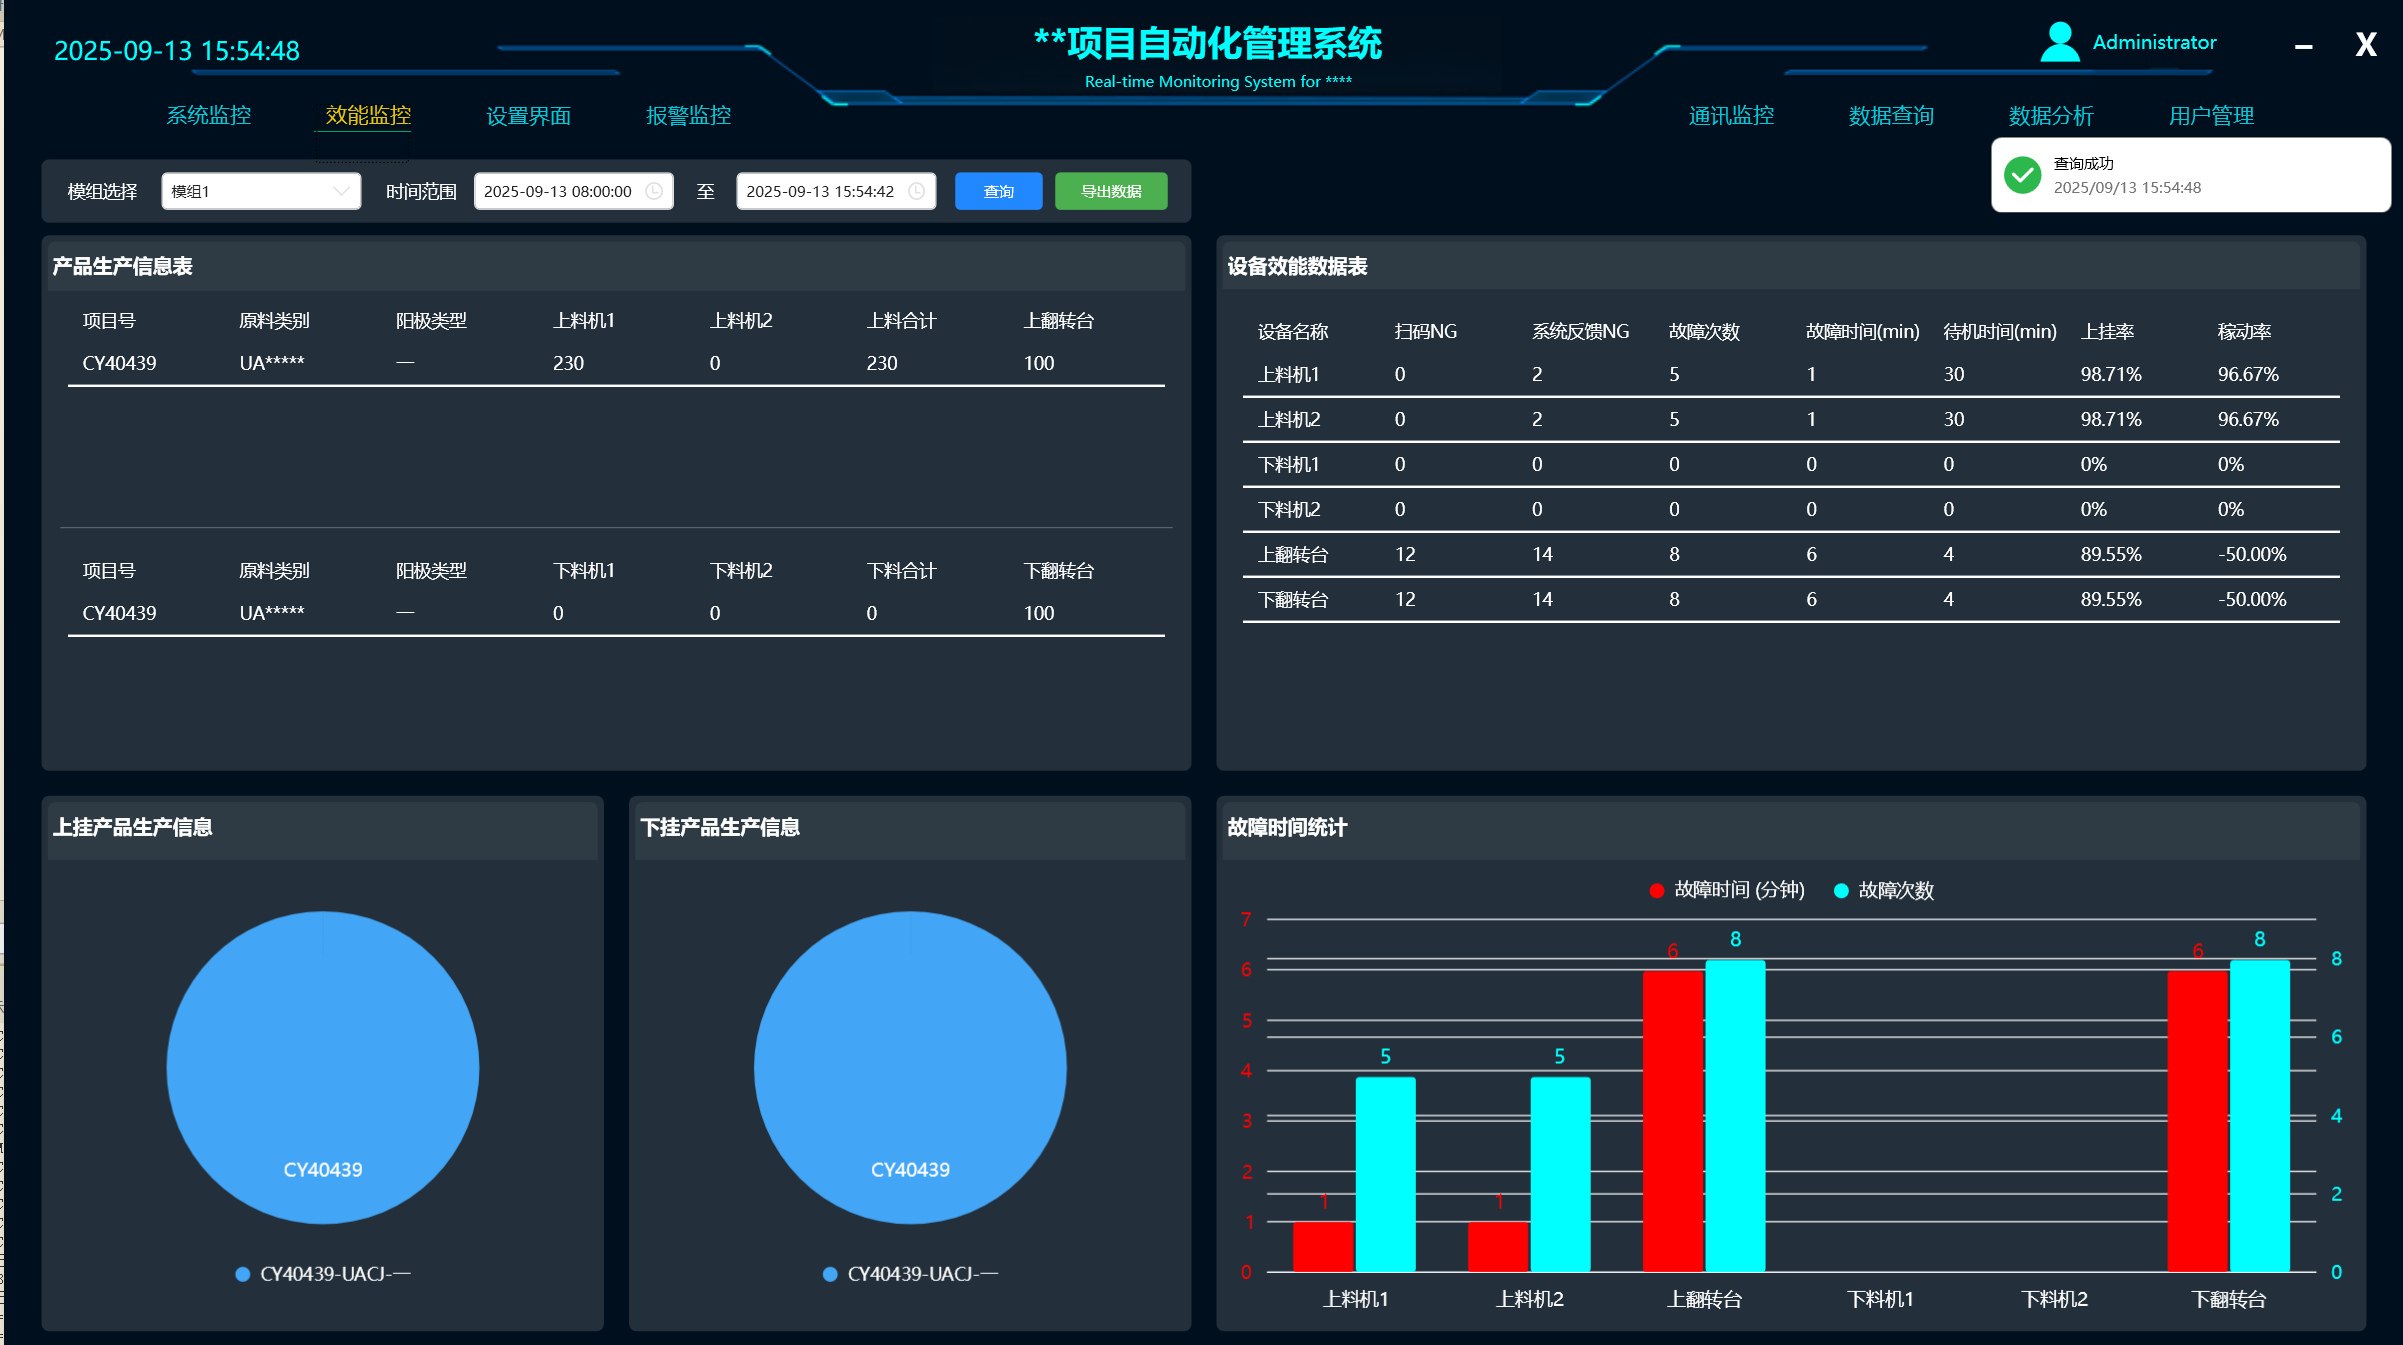 2025-09-13 15:54:48
**项目自动化管理系统
Real-time Monitoring System for ****
Administrator
X
系统监控 效能监控 设置界面 报警监控 通讯监控 数据查询 数据分析 用户管理
查询成功
2025/09/13 15:54:48
模组选择 模组1 时间范围 2025-09-13 08:00:00 至 2025-09-13 15:54:42 查询 导出数据
产品生产信息表
项目号 原料类别 阳极类型 上料机1 上料机2 上料合计 上翻转台
CY40439 UA***** — 230 0 230 100
项目号 原料类别 阳极类型 下料机1 下料机2 下料合计 下翻转台
CY40439 UA***** — 0 0 0 100
设备效能数据表
设备名称 扫码NG 系统反馈NG 故障次数 故障时间(min) 待机时间(min) 上挂率 稼动率
上料机1 0 2 5 1 30 98.71% 96.67%
上料机2 0 2 5 1 30 98.71% 96.67%
下料机1 0 0 0 0 0 0% 0%
下料机2 0 0 0 0 0 0% 0%
上翻转台 12 14 8 6 4 89.55% -50.00%
下翻转台 12 14 8 6 4 89.55% -50.00%
上挂产品生产信息
CY40439
CY40439-UACJ-一
下挂产品生产信息
CY40439
CY40439-UACJ-一
故障时间统计
故障时间 (分钟) 故障次数
7
6
5
4
3
2
1
0
1 5 1 5 6 8 6 8
8
6
4
2
0
上料机1 上料机2 上翻转台 下料机1 下料机2 下翻转台